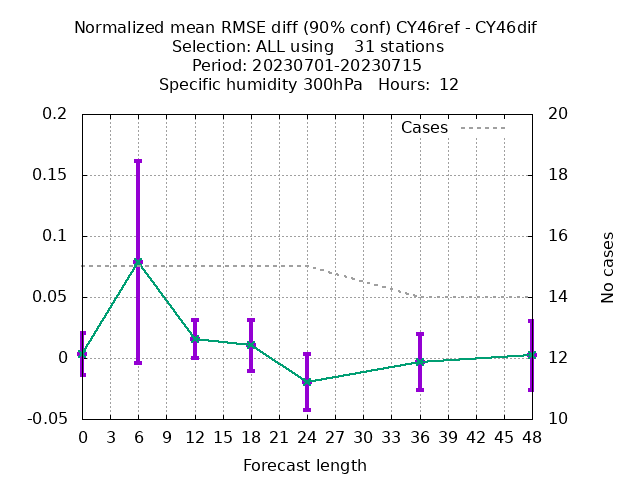 Normalized mean RMSE diff (90% conf) CY46ref - CY46dif
Selection: ALL using    31 stations
Period: 20230701-20230715
Specific humidity 300hPa   Hours:  12
Cases
0.2
0.15
0.1
0.05
0
-0.05
20
18
16
14
12
10
No cases
0 3 6 9 12 15 18 21 24 27 30 33 36 39 42 45 48
Forecast length